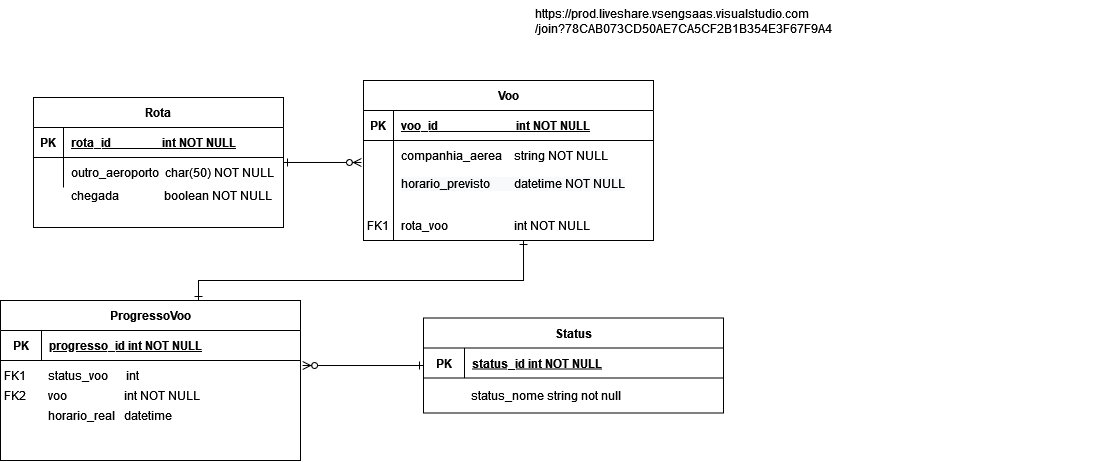 https://prod.liveshare.vsengsaas.visualstudio.com
/join?78CAB073CD50AE7CA5CF2B1B354E3F67F9A4
Rota
PK rota_id int NOT NULL
outro_aeroporto char(50) NOT NULL
chegada boolean NOT NULL
Voo
PK voo_id int NOT NULL
companhia_aerea string NOT NULL
horario_previsto datetime NOT NULL
FK1 rota_voo int NOT NULL
ProgressoVoo
PK progresso_id int NOT NULL
FK1 status_voo int
FK2 voo int NOT NULL
horario_real datetime
Status
PK status_id int NOT NULL
status_nome string not null